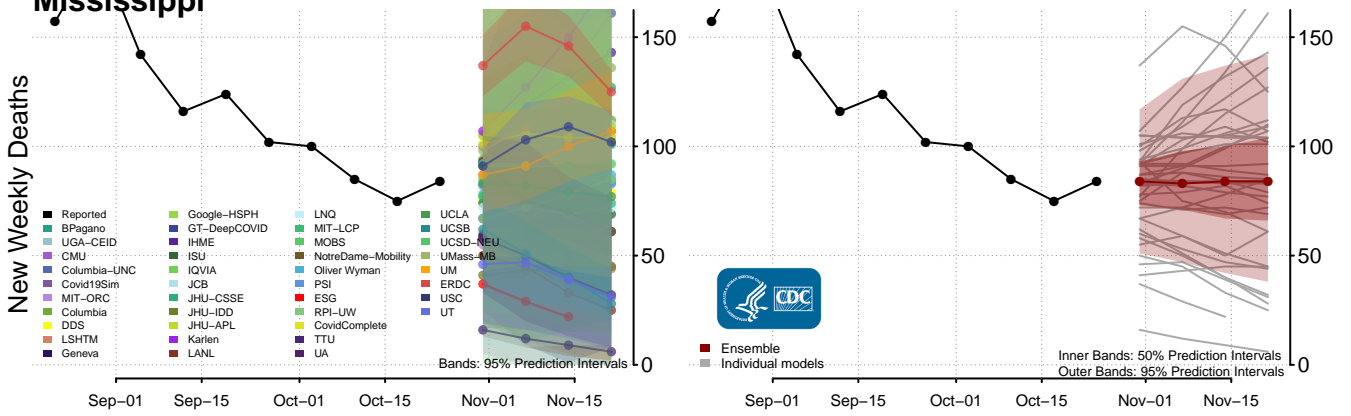 Mississippi
New Weekly Deaths
Reported
BPagano
UGA−CEID
CMU
Columbia−UNC
Covid19Sim
MIT−ORC
Columbia
DDS
LSHTM
Geneva
Google−HSPH
GT−DeepCOVID
IHME
ISU
IQVIA
JCB
JHU−CSSE
JHU−IDD
JHU−APL
Karlen
LANL
LNQ
MIT−LCP
MOBS
NotreDame−Mobility
Oliver Wyman
PSI
ESG
RPI−UW
CovidComplete
TTU
UA
UCLA
UCSB
UCSD−NEU
UMass−MB
UM
ERDC
USC
UT
Bands: 95% Prediction Intervals
150
100
50
0
Sep−01
Sep−15
Oct−01
Oct−15
Nov−01
Nov−15
CDC
Ensemble
Individual models
Inner Bands: 50% Prediction Intervals
Outer Bands: 95% Prediction Intervals
150
100
50
0
Sep−01
Sep−15
Oct−01
Oct−15
Nov−01
Nov−15